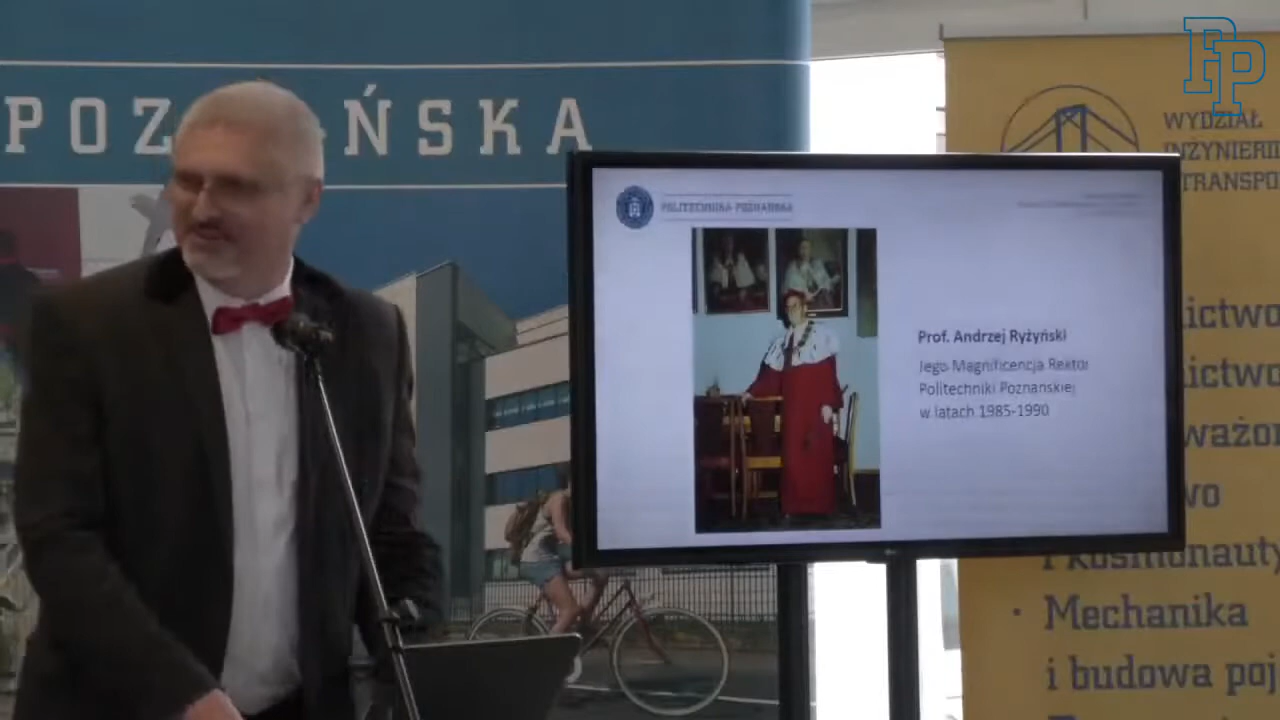 PP
POZ ŃSKA
WYDZIAŁ
INŻYNIERII
TRANSPO
POLITECHNIKA POZNAŃSKA
Prof. Andrzej Ryżyński
Jego Magnificencja Rektor
Politechniki Poznańskiej
w latach 1985-1990
ictwo
ictwo
ważon
wo
i kosmonauty
· Mechanika
i budowa poj